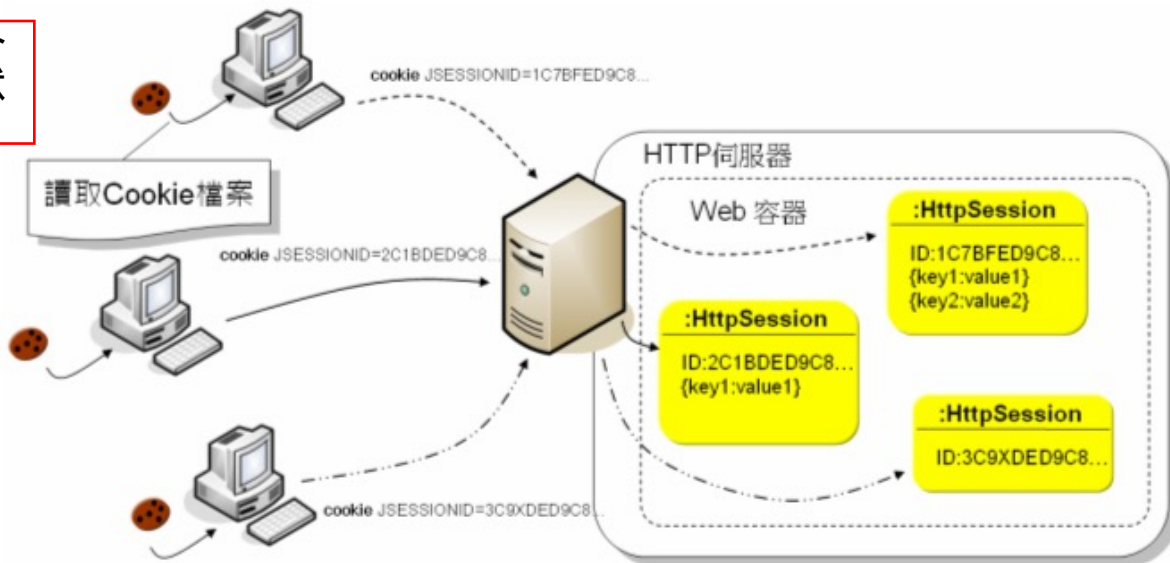 cookie JSESSIONID=1C7BFED9C8...
讀取Cookie檔案
HTTP伺服器
Web 容器
:HttpSession
ID:1C7BFED9C8...
{key1:value1}
{key2:value2}
cookie JSESSIONID=2C1BDED9C8...
:HttpSession
ID:2C1BDED9C8...
{key1:value1}
:HttpSession
ID:3C9XDED9C8...
cookie JSESSIONID=3C9XDED9C8...